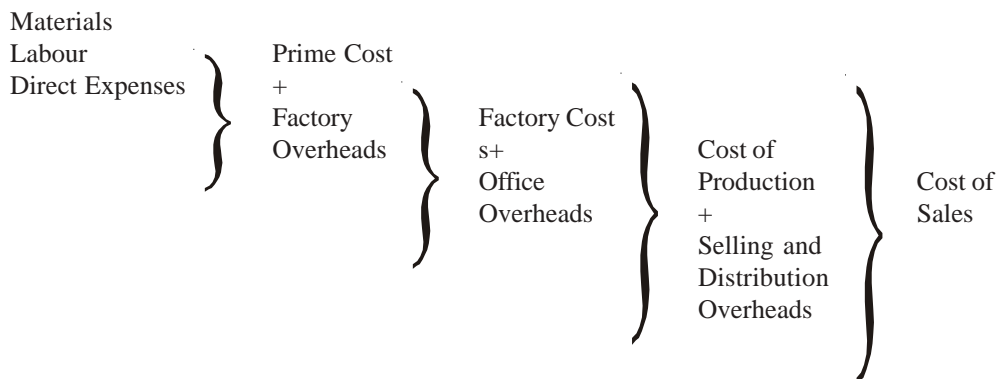 Materials
Labour
Direct Expenses
Prime Cost
+
Factory
Overheads
Factory Cost
s+
Office
Overheads
Cost of
Production
+
Selling and
Distribution
Overheads
Cost of
Sales